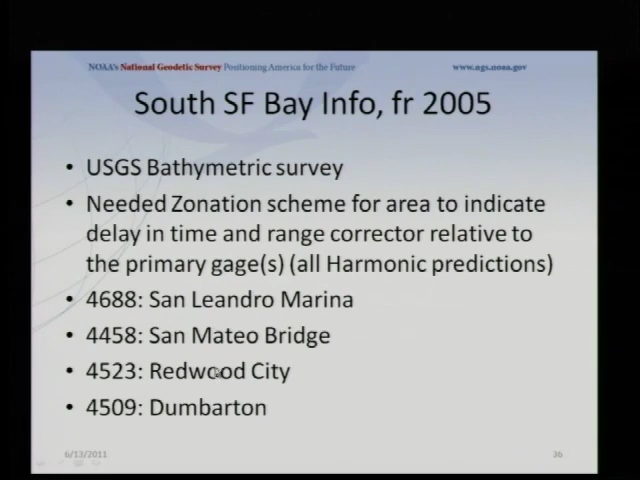 NOAA's National Geodetic Survey Positioning America for the Future www.ngs.noaa.gov
South SF Bay Info, fr 2005
• USGS Bathymetric survey
• Needed Zonation scheme for area to indicate
delay in time and range corrector relative to
the primary gage(s) (all Harmonic predictions)
• 4688: San Leandro Marina
• 4458: San Mateo Bridge
• 4523: Redwood City
• 4509: Dumbarton
6/13/2011 36